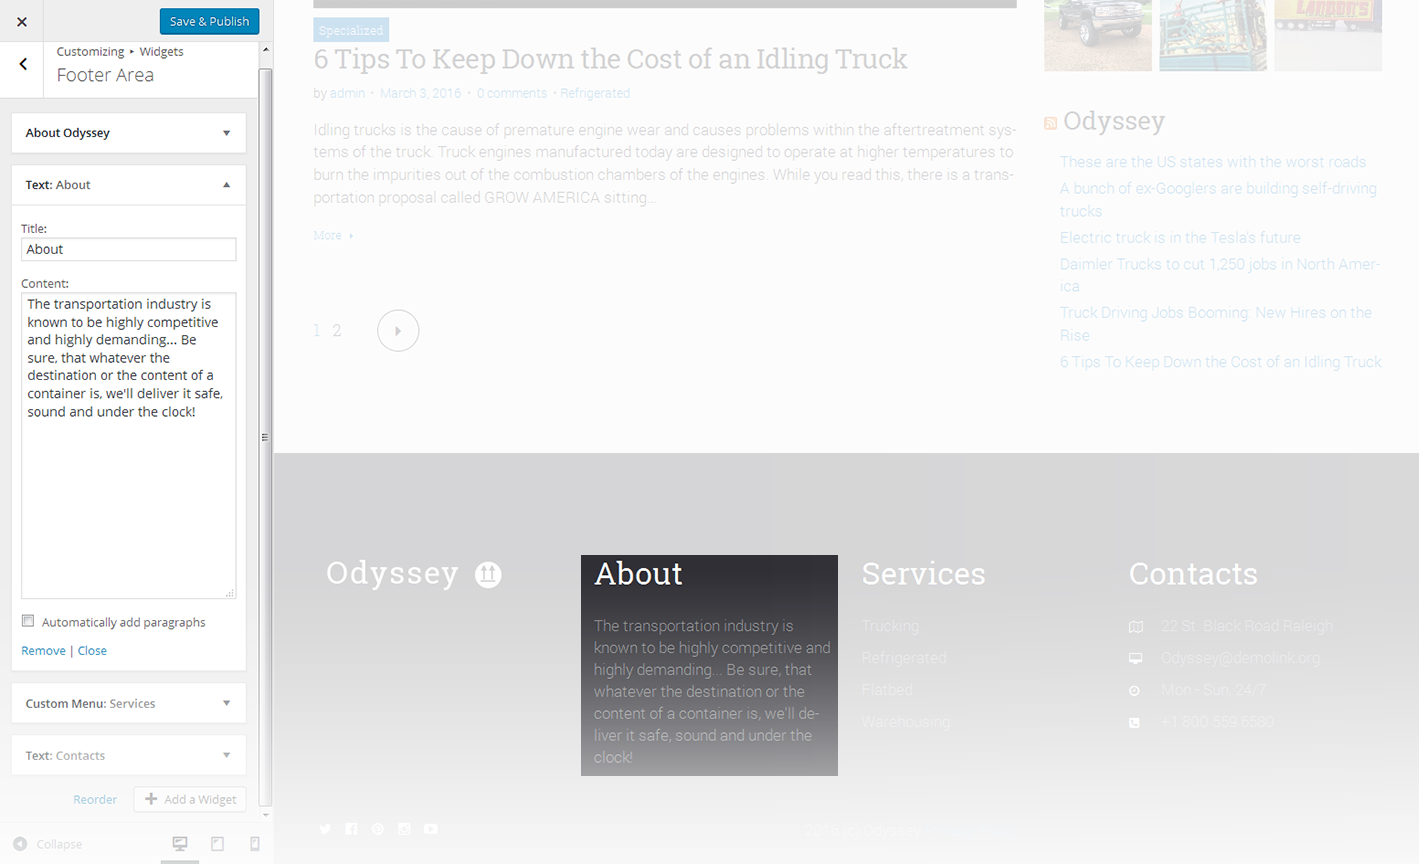 Save & Publish
Customizing ▸ Widgets
Footer Area
About Odyssey
Text: About
Title:
About
Content:
The transportation industry is
known to be highly competitive
and highly demanding... Be
sure, that whatever the
destination or the content of a
container is, we'll deliver it safe,
sound and under the clock!
Automatically add paragraphs
Remove | Close
Custom Menu: Services
Text: Contacts
Reorder
Add a Widget
Collapse
Specialized
6 Tips To Keep Down the Cost of an Idling Truck
by admin • March 3, 2016 • 0 comments • Refrigerated
Idling trucks is the cause of premature engine wear and causes problems within the aftertreatment sys-
tems of the truck. Truck engines manufactured today are designed to operate at higher temperatures to
burn the impurities out of the combustion chambers of the engines. While you read this, there is a trans-
portation proposal called GROW AMERICA sitting...
More
1 2
Odyssey
These are the US states with the worst roads
A bunch of ex-Googlers are building self-driving
trucks
Electric truck is in the Tesla's future
Daimler Trucks to cut 1,250 jobs in North Amer-
ica
Truck Driving Jobs Booming: New Hires on the
Rise
6 Tips To Keep Down the Cost of an Idling Truck
Odyssey
About
The transportation industry is
known to be highly competitive and
highly demanding... Be sure, that
whatever the destination or the
content of a container is, we'll de-
liver it safe, sound and under the
clock!
Services
Trucking
Refrigerated
Flatbed
Warehousing
Contacts
22 St. Black Road Raleigh
Odyssey@demolink.org
Mon - Sun, 24/7
+1 800 559 6580